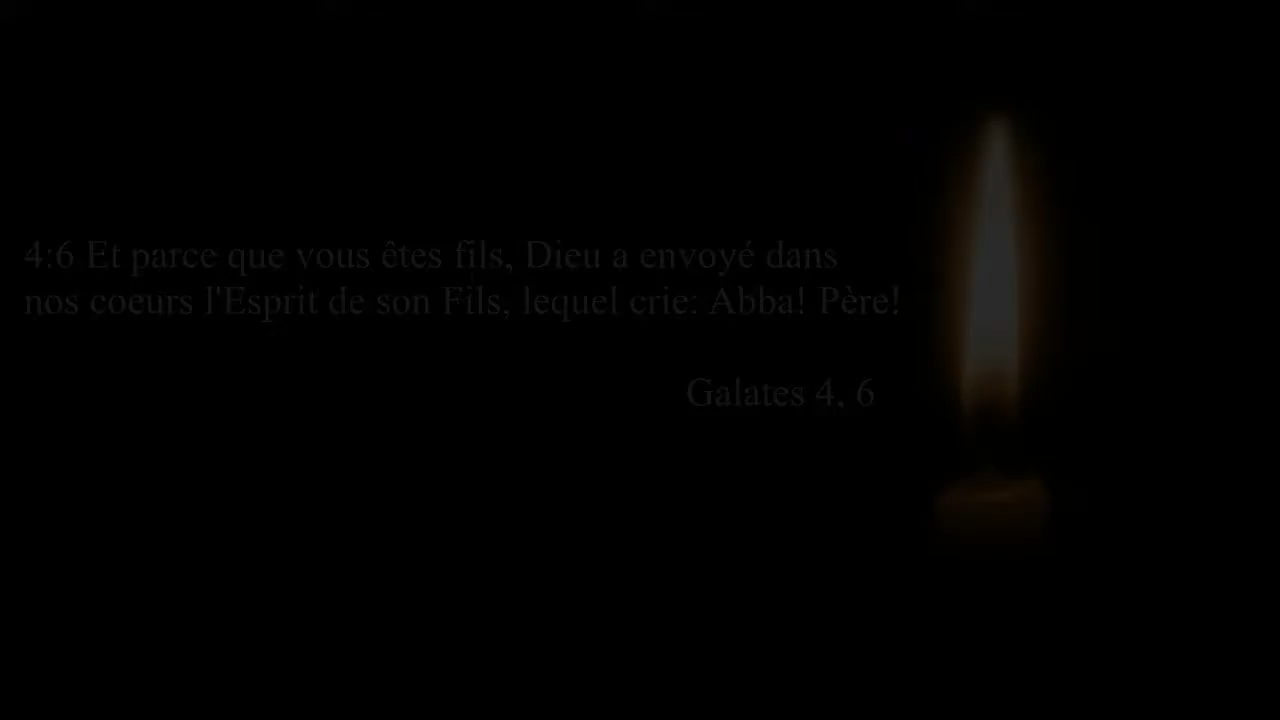 4:6 Et parce que vous êtes fils, Dieu a envoyé dans
nos coeurs l'Esprit de son Fils, lequel crie: Abba! Père!
Galates 4, 6